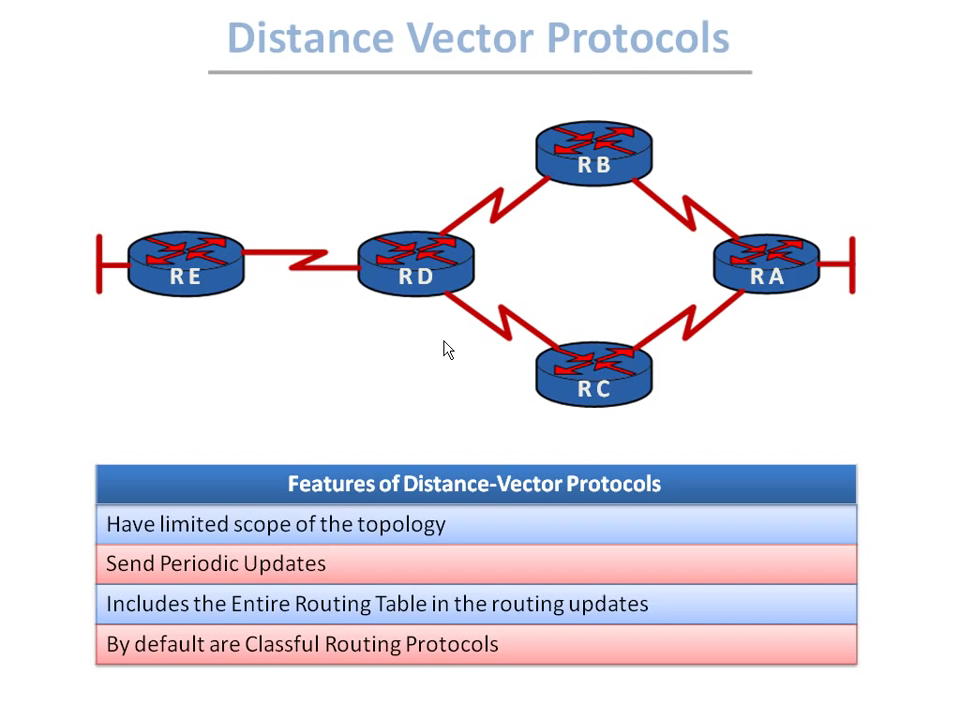 Distance Vector Protocols
R B
R E
R D
R A
R C
Features of Distance-Vector Protocols
Have limited scope of the topology
Send Periodic Updates
Includes the Entire Routing Table in the routing updates
By default are Classful Routing Protocols